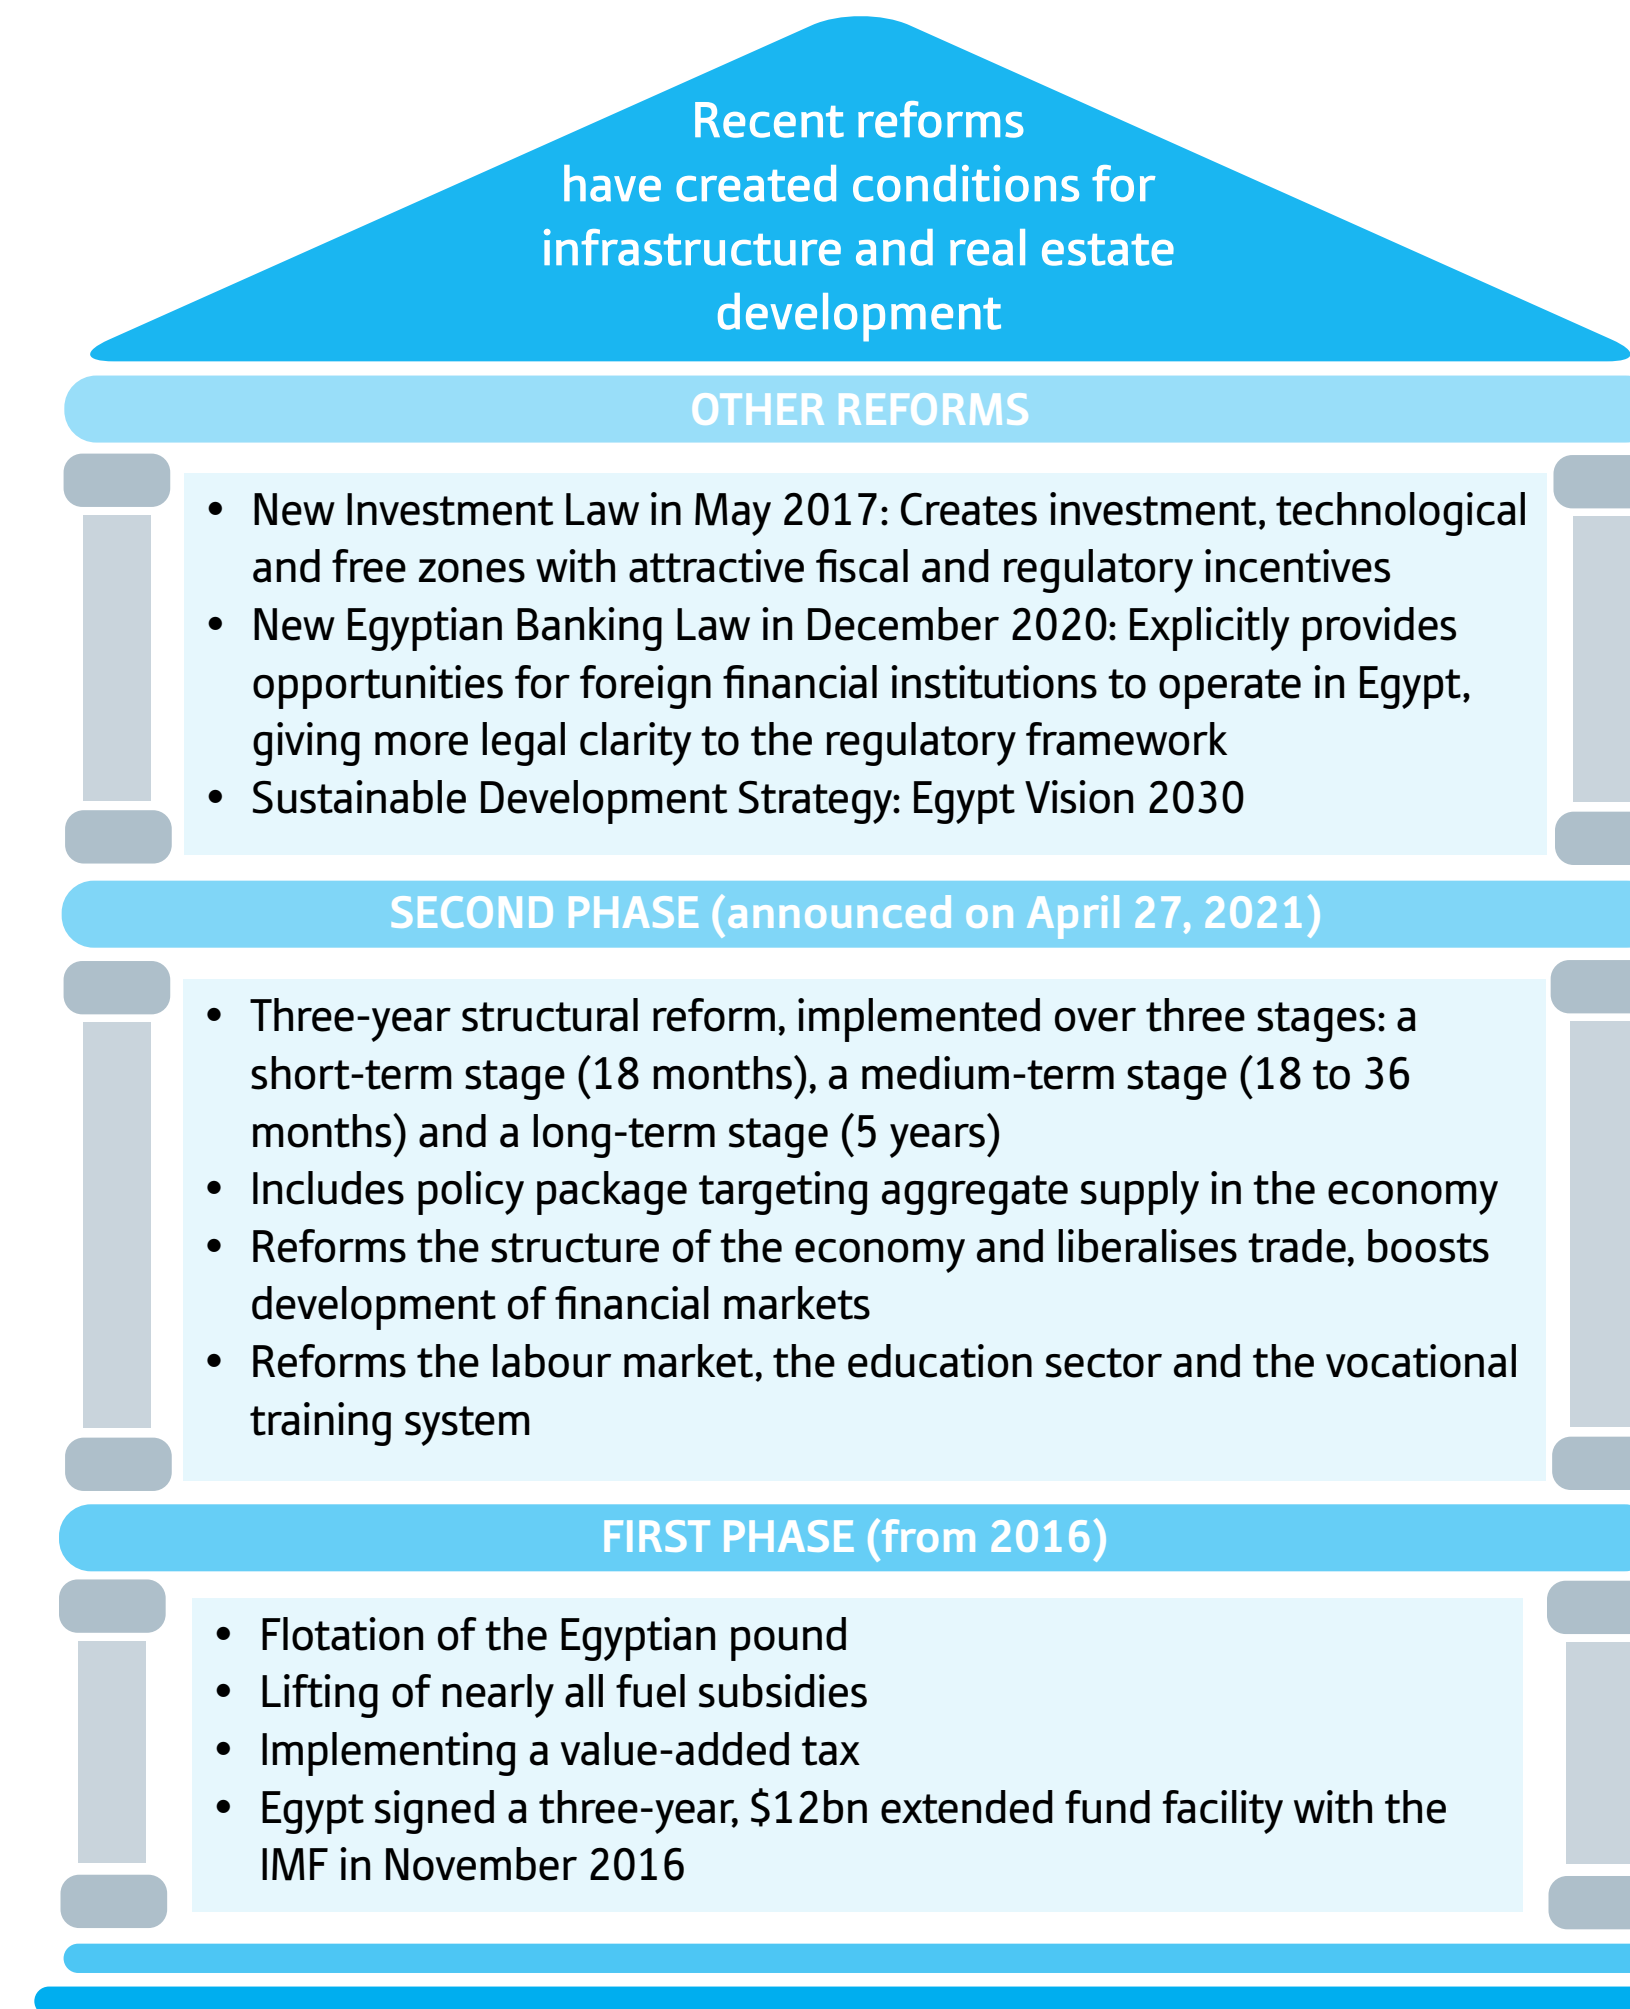 Recent reforms
have created conditions for
infrastructure and real estate
development
OTHER REFORMS
• New Investment Law in May 2017: Creates investment, technological
and free zones with attractive fiscal and regulatory incentives
• New Egyptian Banking Law in December 2020: Explicitly provides
opportunities for foreign financial institutions to operate in Egypt,
giving more legal clarity to the regulatory framework
• Sustainable Development Strategy: Egypt Vision 2030
SECOND PHASE (announced on April 27, 2021)
• Three-year structural reform, implemented over three stages: a
short-term stage (18 months), a medium-term stage (18 to 36
months) and a long-term stage (5 years)
• Includes policy package targeting aggregate supply in the economy
• Reforms the structure of the economy and liberalises trade, boosts
development of financial markets
• Reforms the labour market, the education sector and the vocational
training system
FIRST PHASE (from 2016)
• Flotation of the Egyptian pound
• Lifting of nearly all fuel subsidies
• Implementing a value-added tax
• Egypt signed a three-year, $12bn extended fund facility with the
IMF in November 2016